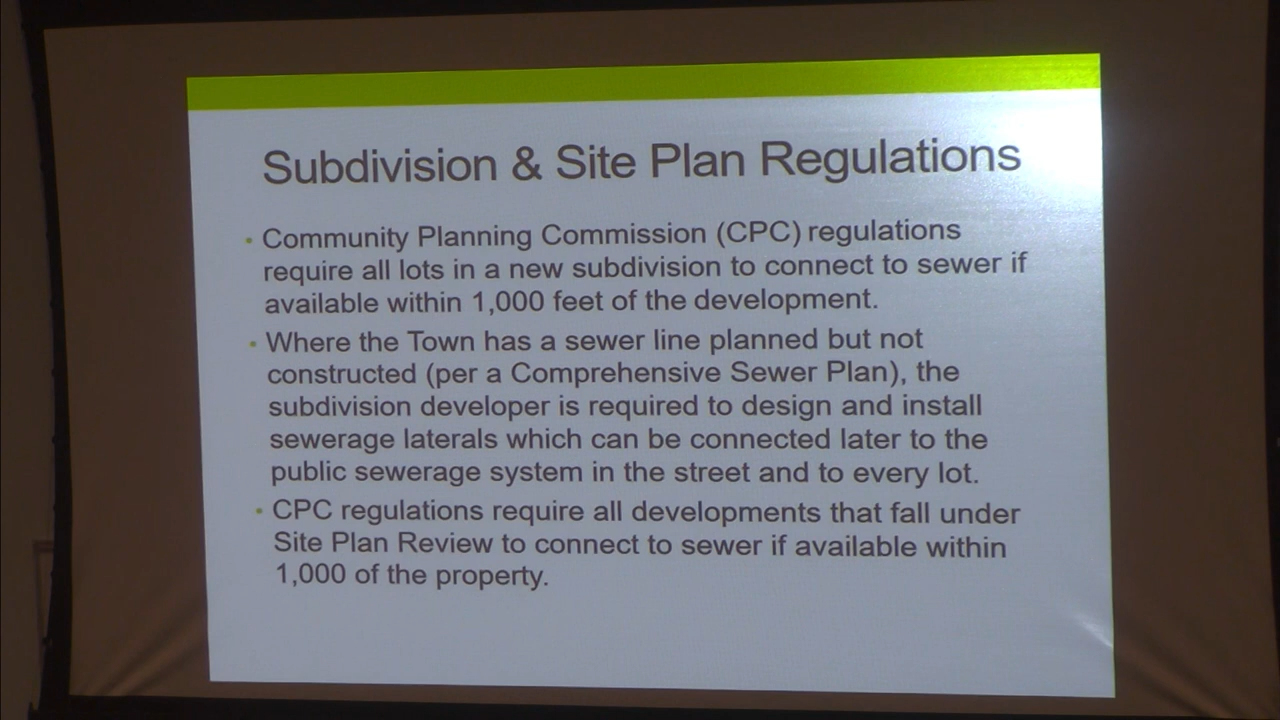 Subdivision & Site Plan Regulations
• Community Planning Commission (CPC) regulations
require all lots in a new subdivision to connect to sewer if
available within 1,000 feet of the development.
• Where the Town has a sewer line planned but not
constructed (per a Comprehensive Sewer Plan), the
subdivision developer is required to design and install
sewerage laterals which can be connected later to the
public sewerage system in the street and to every lot.
• CPC regulations require all developments that fall under
Site Plan Review to connect to sewer if available within
1,000 of the property.